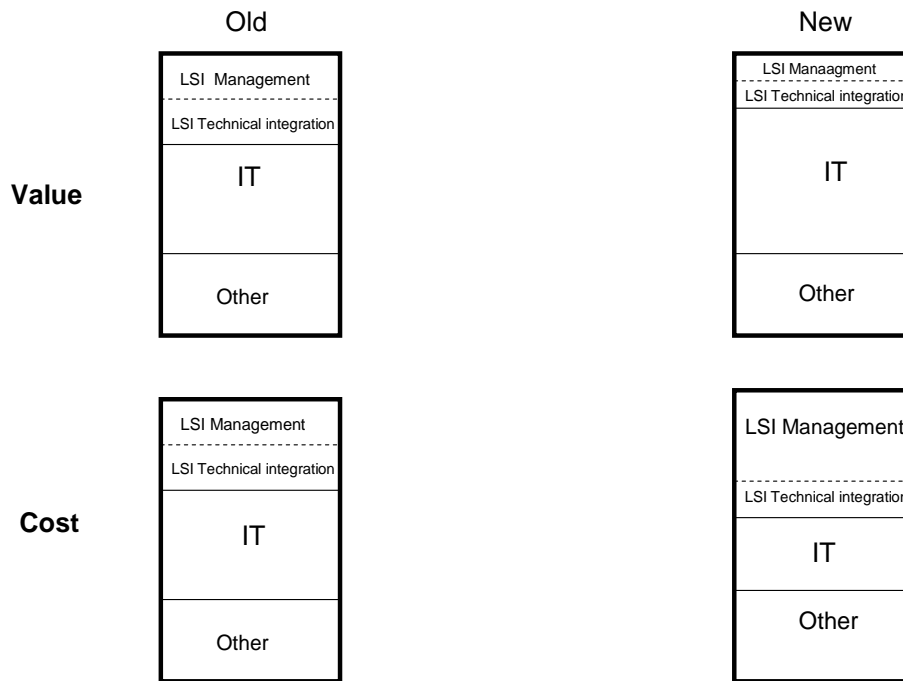 Old
New
LSI Management
LSI Technical integration
IT
Other
LSI Manaagment
LSI Technical integration
IT
Other
Value
LSI Management
LSI Technical integration
IT
Other
LSI Management
LSI Technical integration
IT
Other
Cost